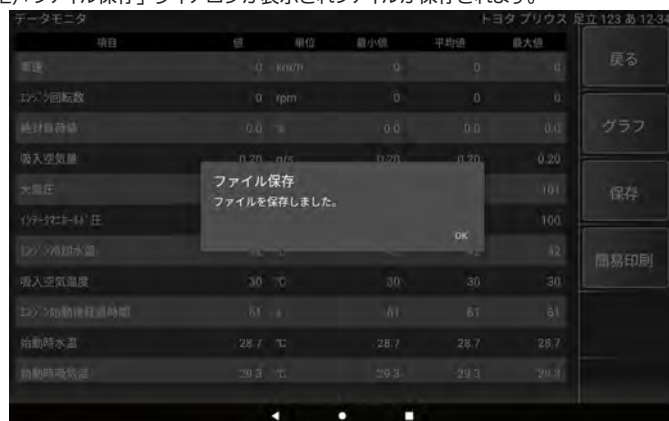 2)「ファイル保存」ダイアログが表示されファイルが保存されます。
データモニタ トヨタ プリウス 足立 123 あ 12-34
項目 値 単位 最小値 平均値 最大値
車速 0 km/h 0 0 0
エンジン回転数 0 rpm 0 0 0
絶対負荷値 0.0 % 0.0 0.0 0.0
吸入空気量 0.20 g/s 0.20 0.20 0.20
大気圧 101
インテークマニホールド圧 100
エンジン冷却水温 42 ℃ 42 42 42
吸入空気温度 30 ℃ 30 30 30
エンジン始動後経過時間 61 s 61 61 61
始動時水温 28.7 ℃ 28.7 28.7 28.7
始動時吸気温 29.3 ℃ 29.3 29.3 29.3
ファイル保存
ファイルを保存しました。
OK
戻る
グラフ
保存
簡易印刷